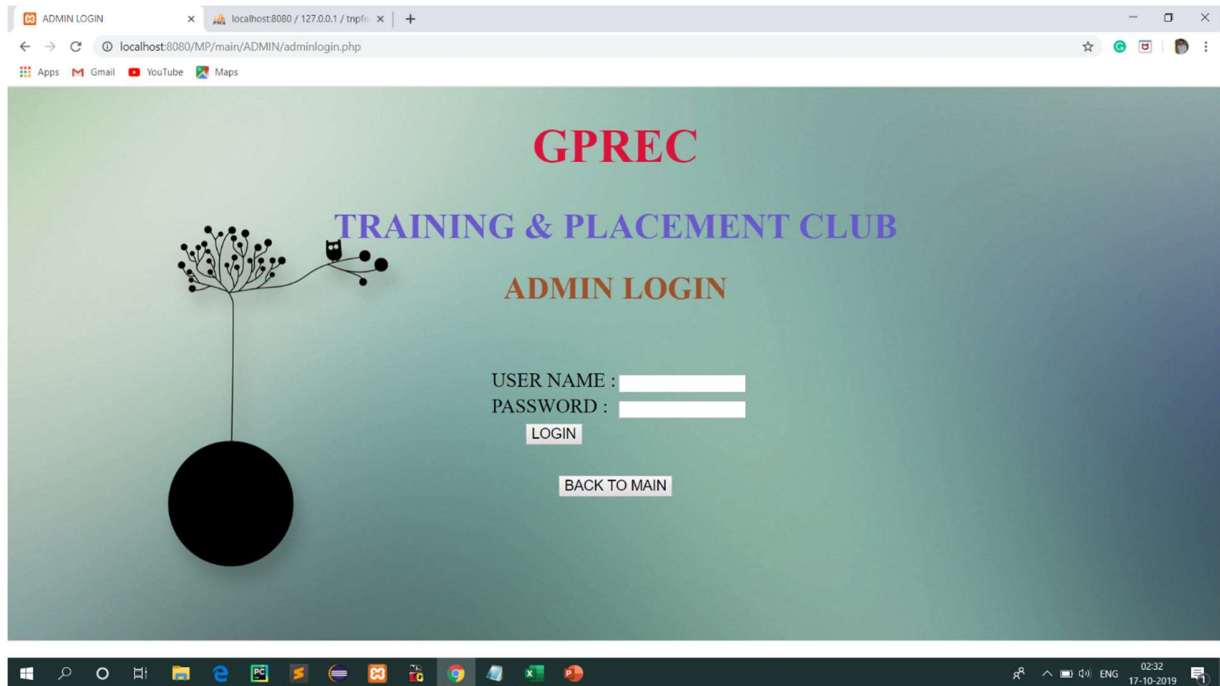 ADMIN LOGIN
localhost:8080 / 127.0.0.1 / tnpfe
localhost:8080/MP/main/ADMIN/adminlogin.php
Apps
Gmail
YouTube
Maps
GPREC
TRAINING & PLACEMENT CLUB
ADMIN LOGIN
USER NAME :
PASSWORD :
LOGIN
BACK TO MAIN
ENG
02:32
17-10-2019